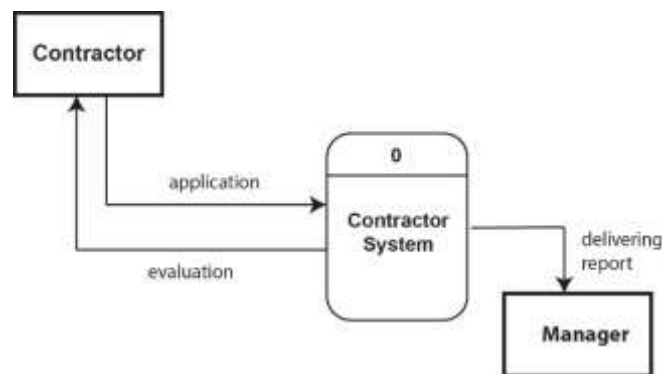 Contractor
0
application
Contractor
System
delivering
report
evaluation
Manager